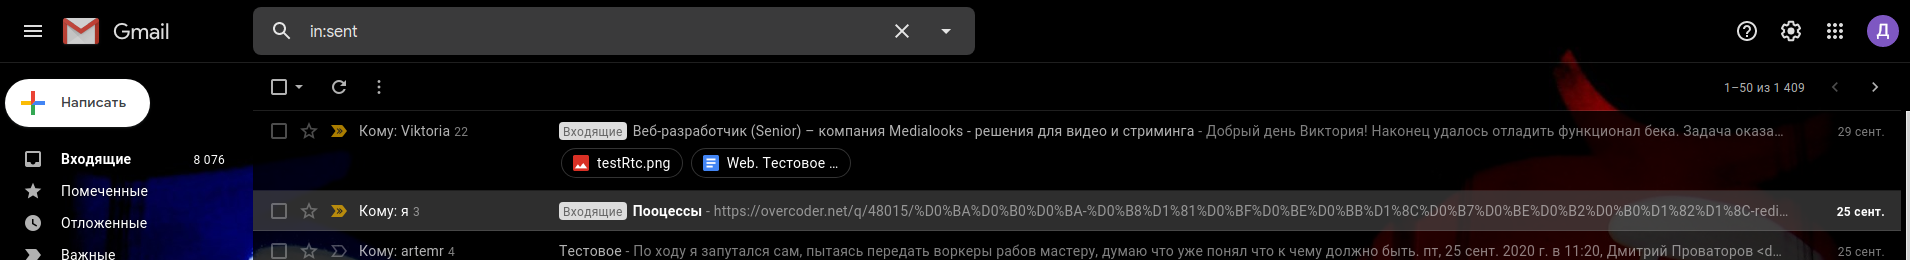 Gmail
in:sent
Д
Написать
1–50 из 1 409
Кому: Viktoria 22
Входящие Веб-разработчик (Senior) – компания Medialooks - решения для видео и стриминга - Добрый день Виктория! Наконец удалось отладить функционал бека. Задача оказа…
29 сент.
Входящие 8 076
testRtc.png
Web. Тестовое …
Помеченные
Кому: я 3
Входящие Пооцессы - https://overcoder.net/q/48015/%D0%BA%D0%B0%D0%BA-%D0%B8%D1%81%D0%BF%D0%BE%D0%BB%D1%8C%D0%B7%D0%BE%D0%B2%D0%B0%D1%82%D1%8C-redi…
25 сент.
Отложенные
Кому: artemr 4
Тестовое - По ходу я запутался сам, пытаясь передать воркеры рабов мастеру, думаю что уже понял что к чему должно быть. пт, 25 сент. 2020 г. в 11:20, Дмитрий Проваторов <d…
25 сент.
Важные